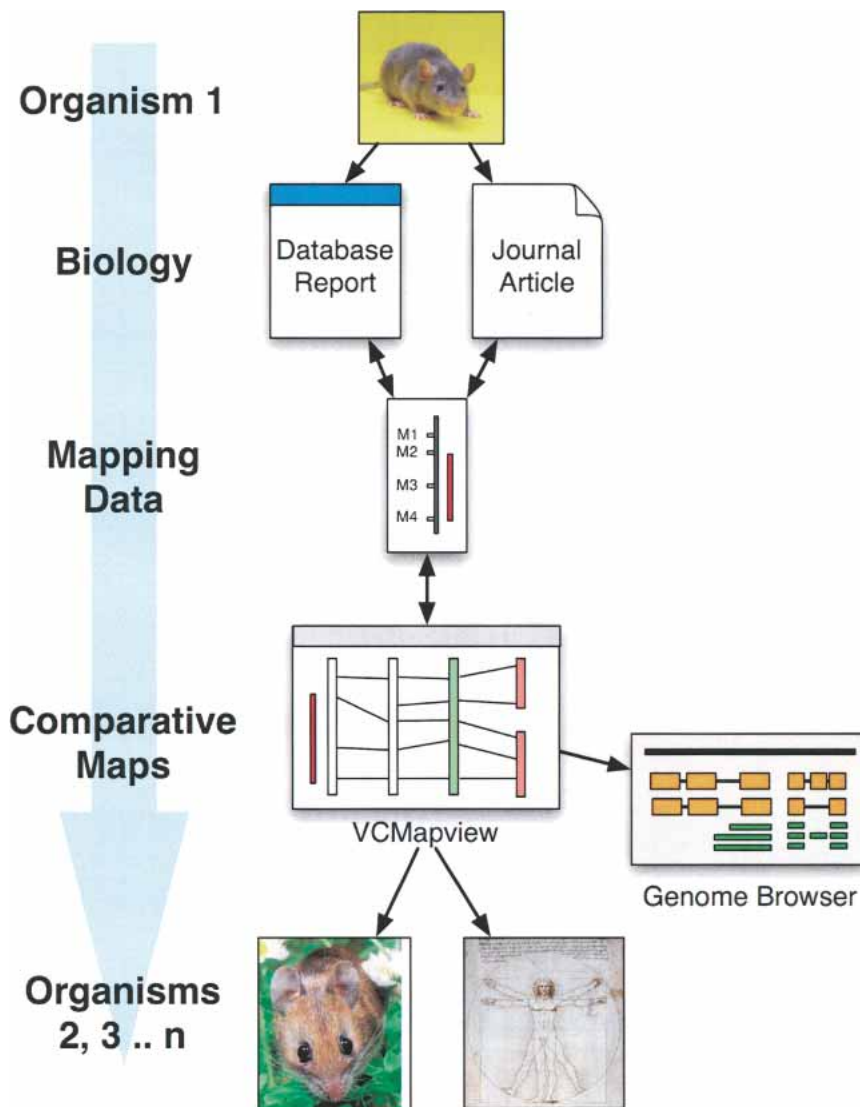 Organism 1
Biology
Database
Report
Journal
Article
Mapping
Data
M1
M2
M3
M4
Comparative
Maps
VCMapview
Genome Browser
Organisms
2, 3 .. n